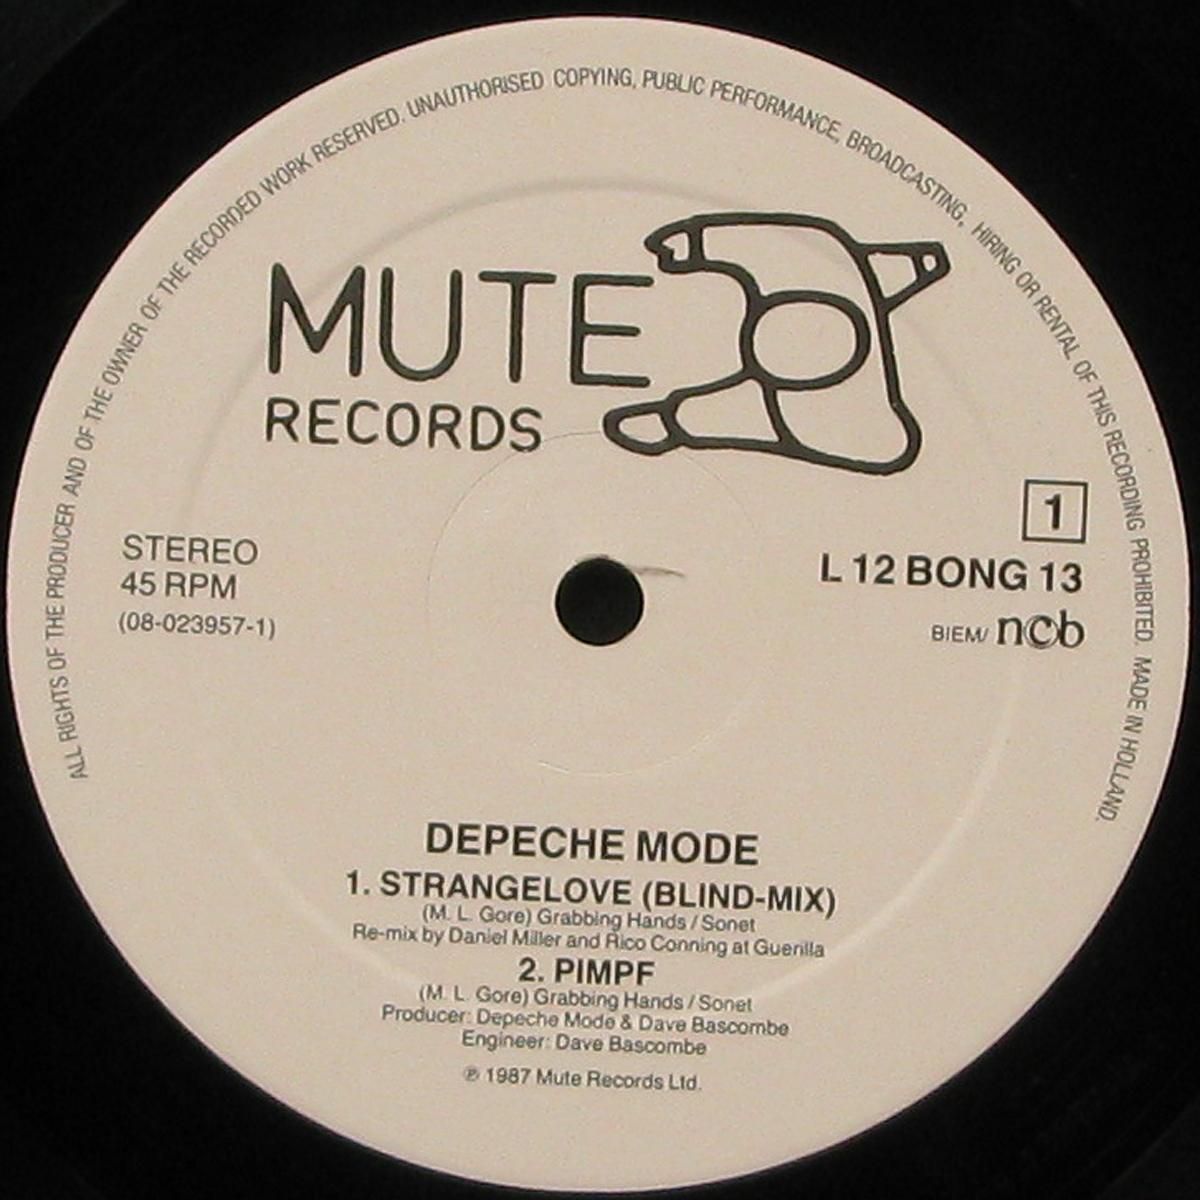 ALL RIGHTS OF THE PRODUCER AND OF THE OWNER OF THE RECORDED WORK RESERVED. UNAUTHORISED COPYING, PUBLIC PERFORMANCE, BROADCASTING, HIRING OR RENTAL OF THIS RECORDING PROHIBITED. MADE IN HOLLAND.
MUTE
RECORDS
1
STEREO
45 RPM
(08-023957-1)
L 12 BONG 13
BIEM/ ncb
DEPECHE MODE
1. STRANGELOVE (BLIND-MIX)
(M. L. Gore) Grabbing Hands / Sonet
Re-mix by Daniel Miller and Rico Conning at Guerilla
2. PIMPF
(M. L. Gore) Grabbing Hands / Sonet
Producer: Depeche Mode & Dave Bascombe
Engineer: Dave Bascombe
℗ 1987 Mute Records Ltd.